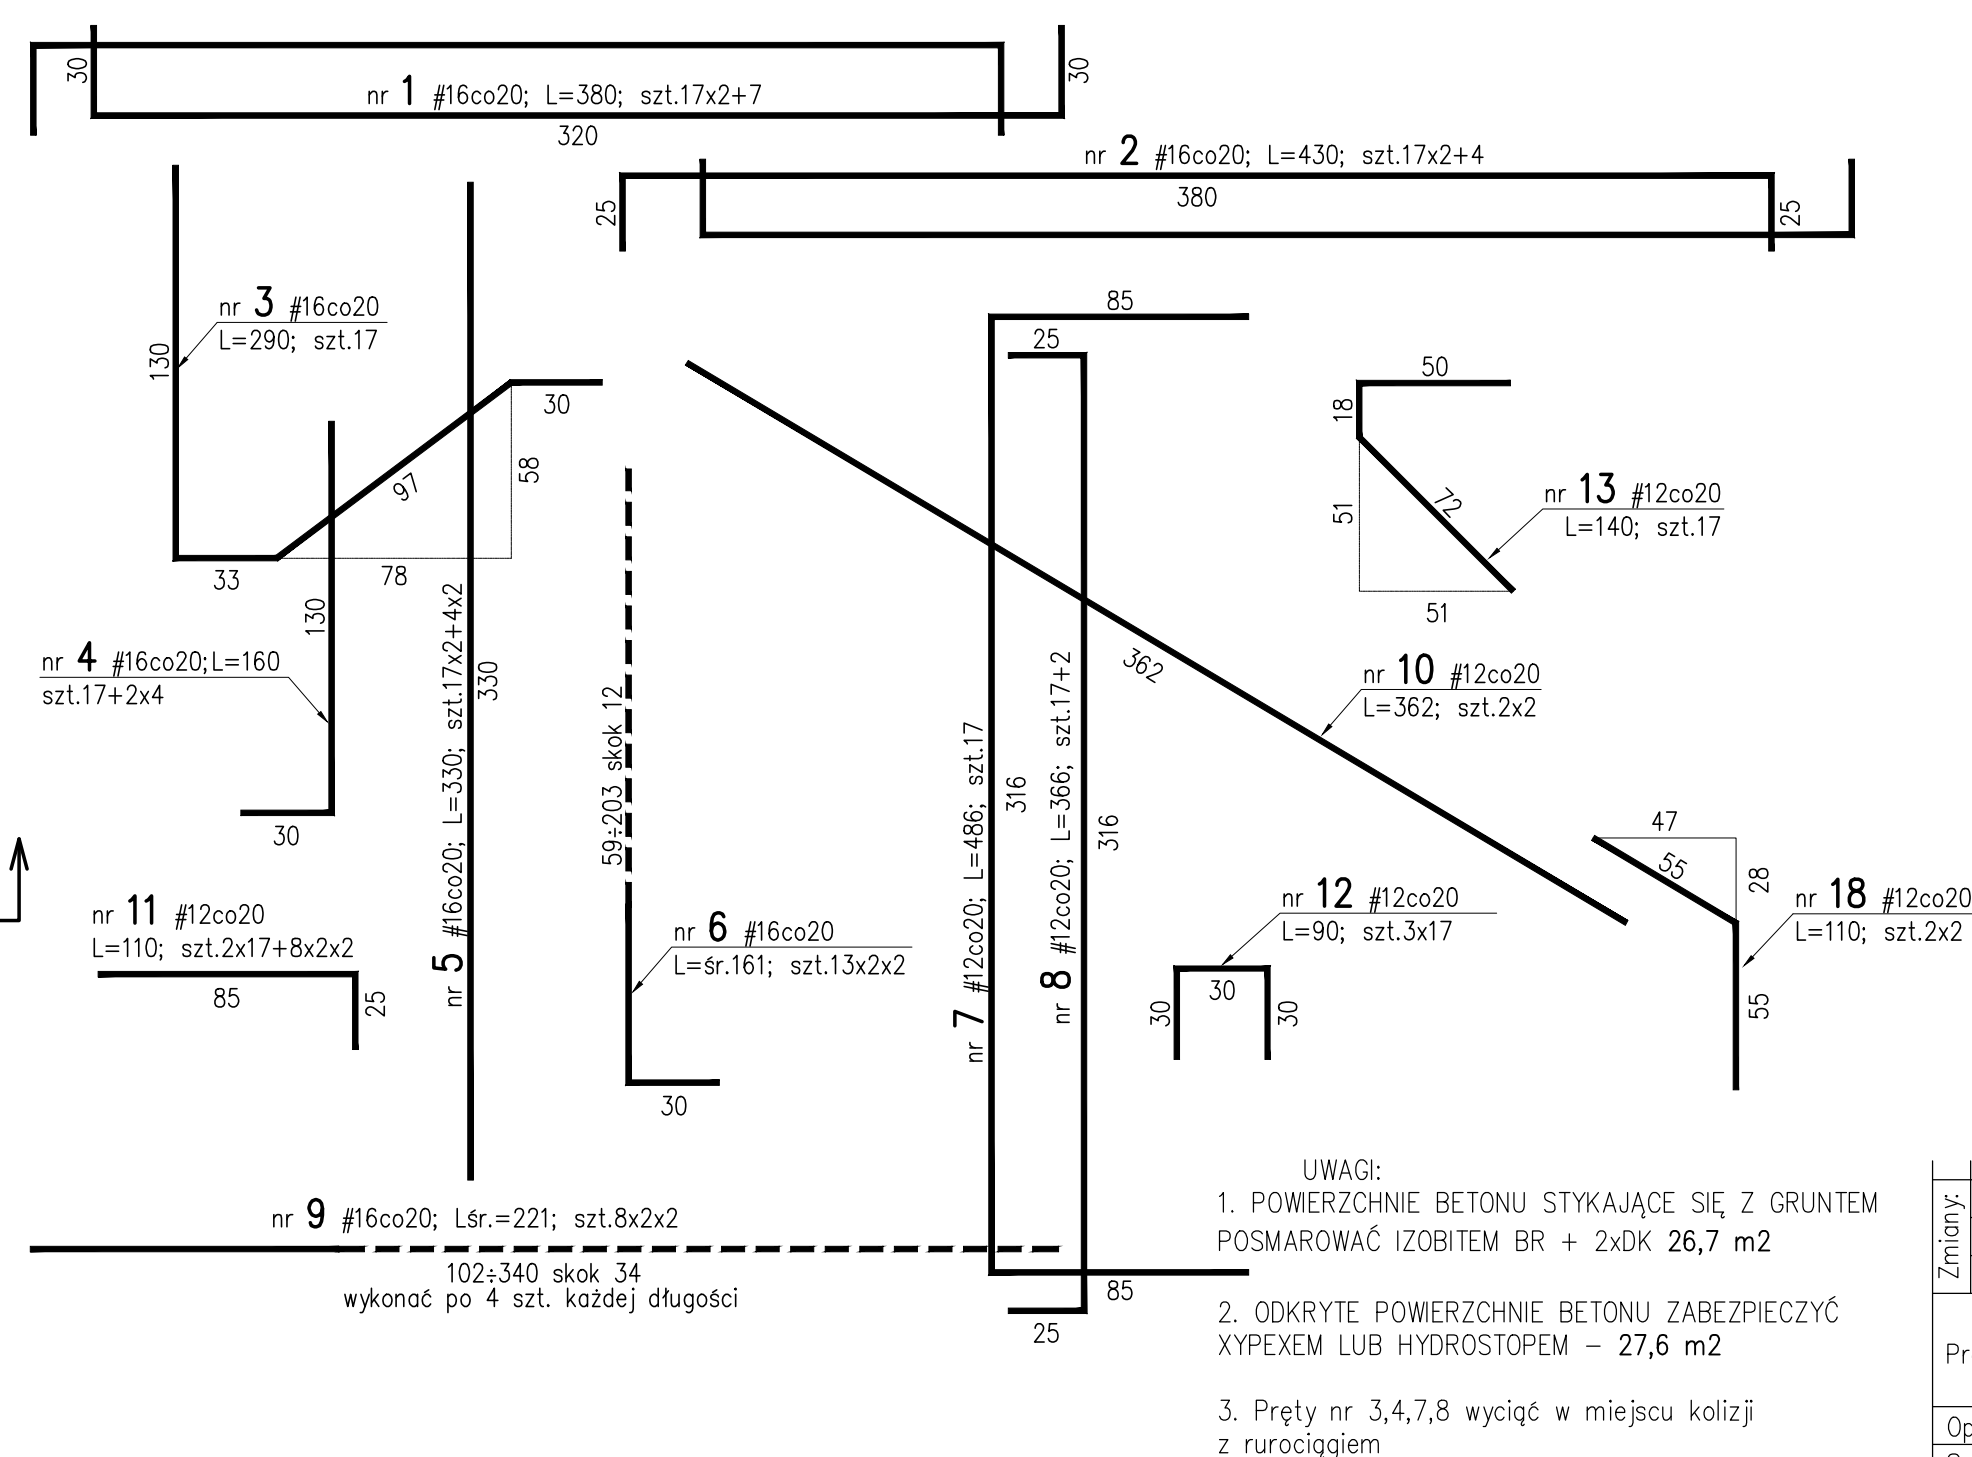 30
30
nr 1 #16co20; L=380; szt.17x2+7
320
nr 2 #16co20; L=430; szt.17x2+4
380
25
25
nr 3 #16co20
L=290; szt.17
130
97
30
58
33
78
nr 4 #16co20;L=160
szt.17+2x4
130
30
nr 5 #16co20; L=330; szt.17x2+4x2
330
59÷203 skok 12
nr 6 #16co20
L=śr.161; szt.13x2x2
30
85
25
nr 7 #12co20; L=486; szt.17
316
nr 8 #12co20; L=366; szt.17+2
316
85
25
362
nr 10 #12co20
L=362; szt.2x2
50
18
51
72
51
nr 13 #12co20
L=140; szt.17
nr 11 #12co20
L=110; szt.2x17+8x2x2
85
25
nr 12 #12co20
L=90; szt.3x17
30
30
30
47
55
28
nr 18 #12co20
L=110; szt.2x2
55
nr 9 #16co20; Lśr.=221; szt.8x2x2
102÷340 skok 34
wykonać po 4 szt. każdej długości
UWAGI:
1. POWIERZCHNIE BETONU STYKAJĄCE SIĘ Z GRUNTEM
POSMAROWAĆ IZOBITEM BR + 2xDK 26,7 m2
2. ODKRYTE POWIERZCHNIE BETONU ZABEZPIECZYĆ
XYPEXEM LUB HYDROSTOPEM – 27,6 m2
3. Pręty nr 3,4,7,8 wyciąć w miejscu kolizji
z rurociągiem
Zmiany:
Pr
Op